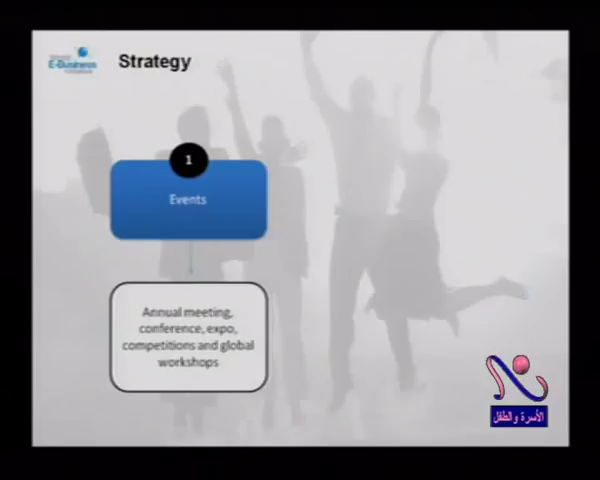 E-Business
Strategy
1
Events
Annual meeting,
conference, expo,
competitions and global
workshops
الأسرة والطفل